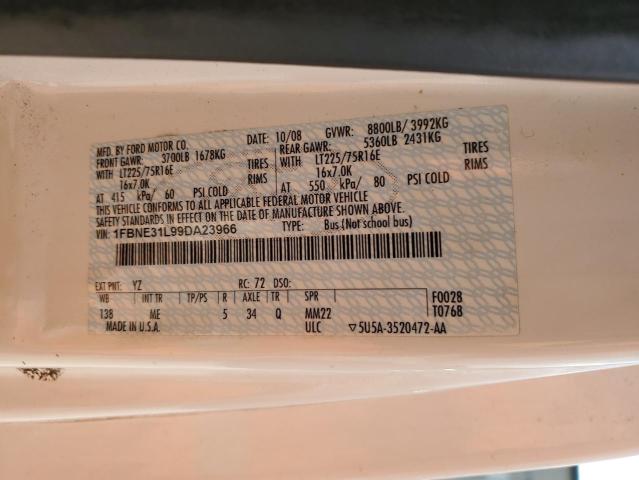 MFD. BY FORD MOTOR CO.
DATE: 10/08 GVWR: 8800LB/ 3992KG
FRONT GAWR: 3700LB 1678KG REAR GAWR: 5360LB 2431KG
WITH LT225/75R16E TIRES WITH LT225/75R16E TIRES
16x7.0K RIMS 16x7.0K RIMS
AT 415 kPa/ 60 PSI COLD AT 550 kPa/ 80 PSI COLD
THIS VEHICLE CONFORMS TO ALL APPLICABLE FEDERAL MOTOR VEHICLE
SAFETY STANDARDS IN EFFECT ON THE DATE OF MANUFACTURE SHOWN ABOVE.
VIN: 1FBNE31L99DA23966
TYPE: Bus (Not school bus)
EXT PNT: YZ RC: 72 DSO:
WB INT TR TP/PS R AXLE TR SPR F0028
138 ME 5 34 Q MM22 T0768
MADE IN U.S.A. ULC ▽5U5A-3520472-AA